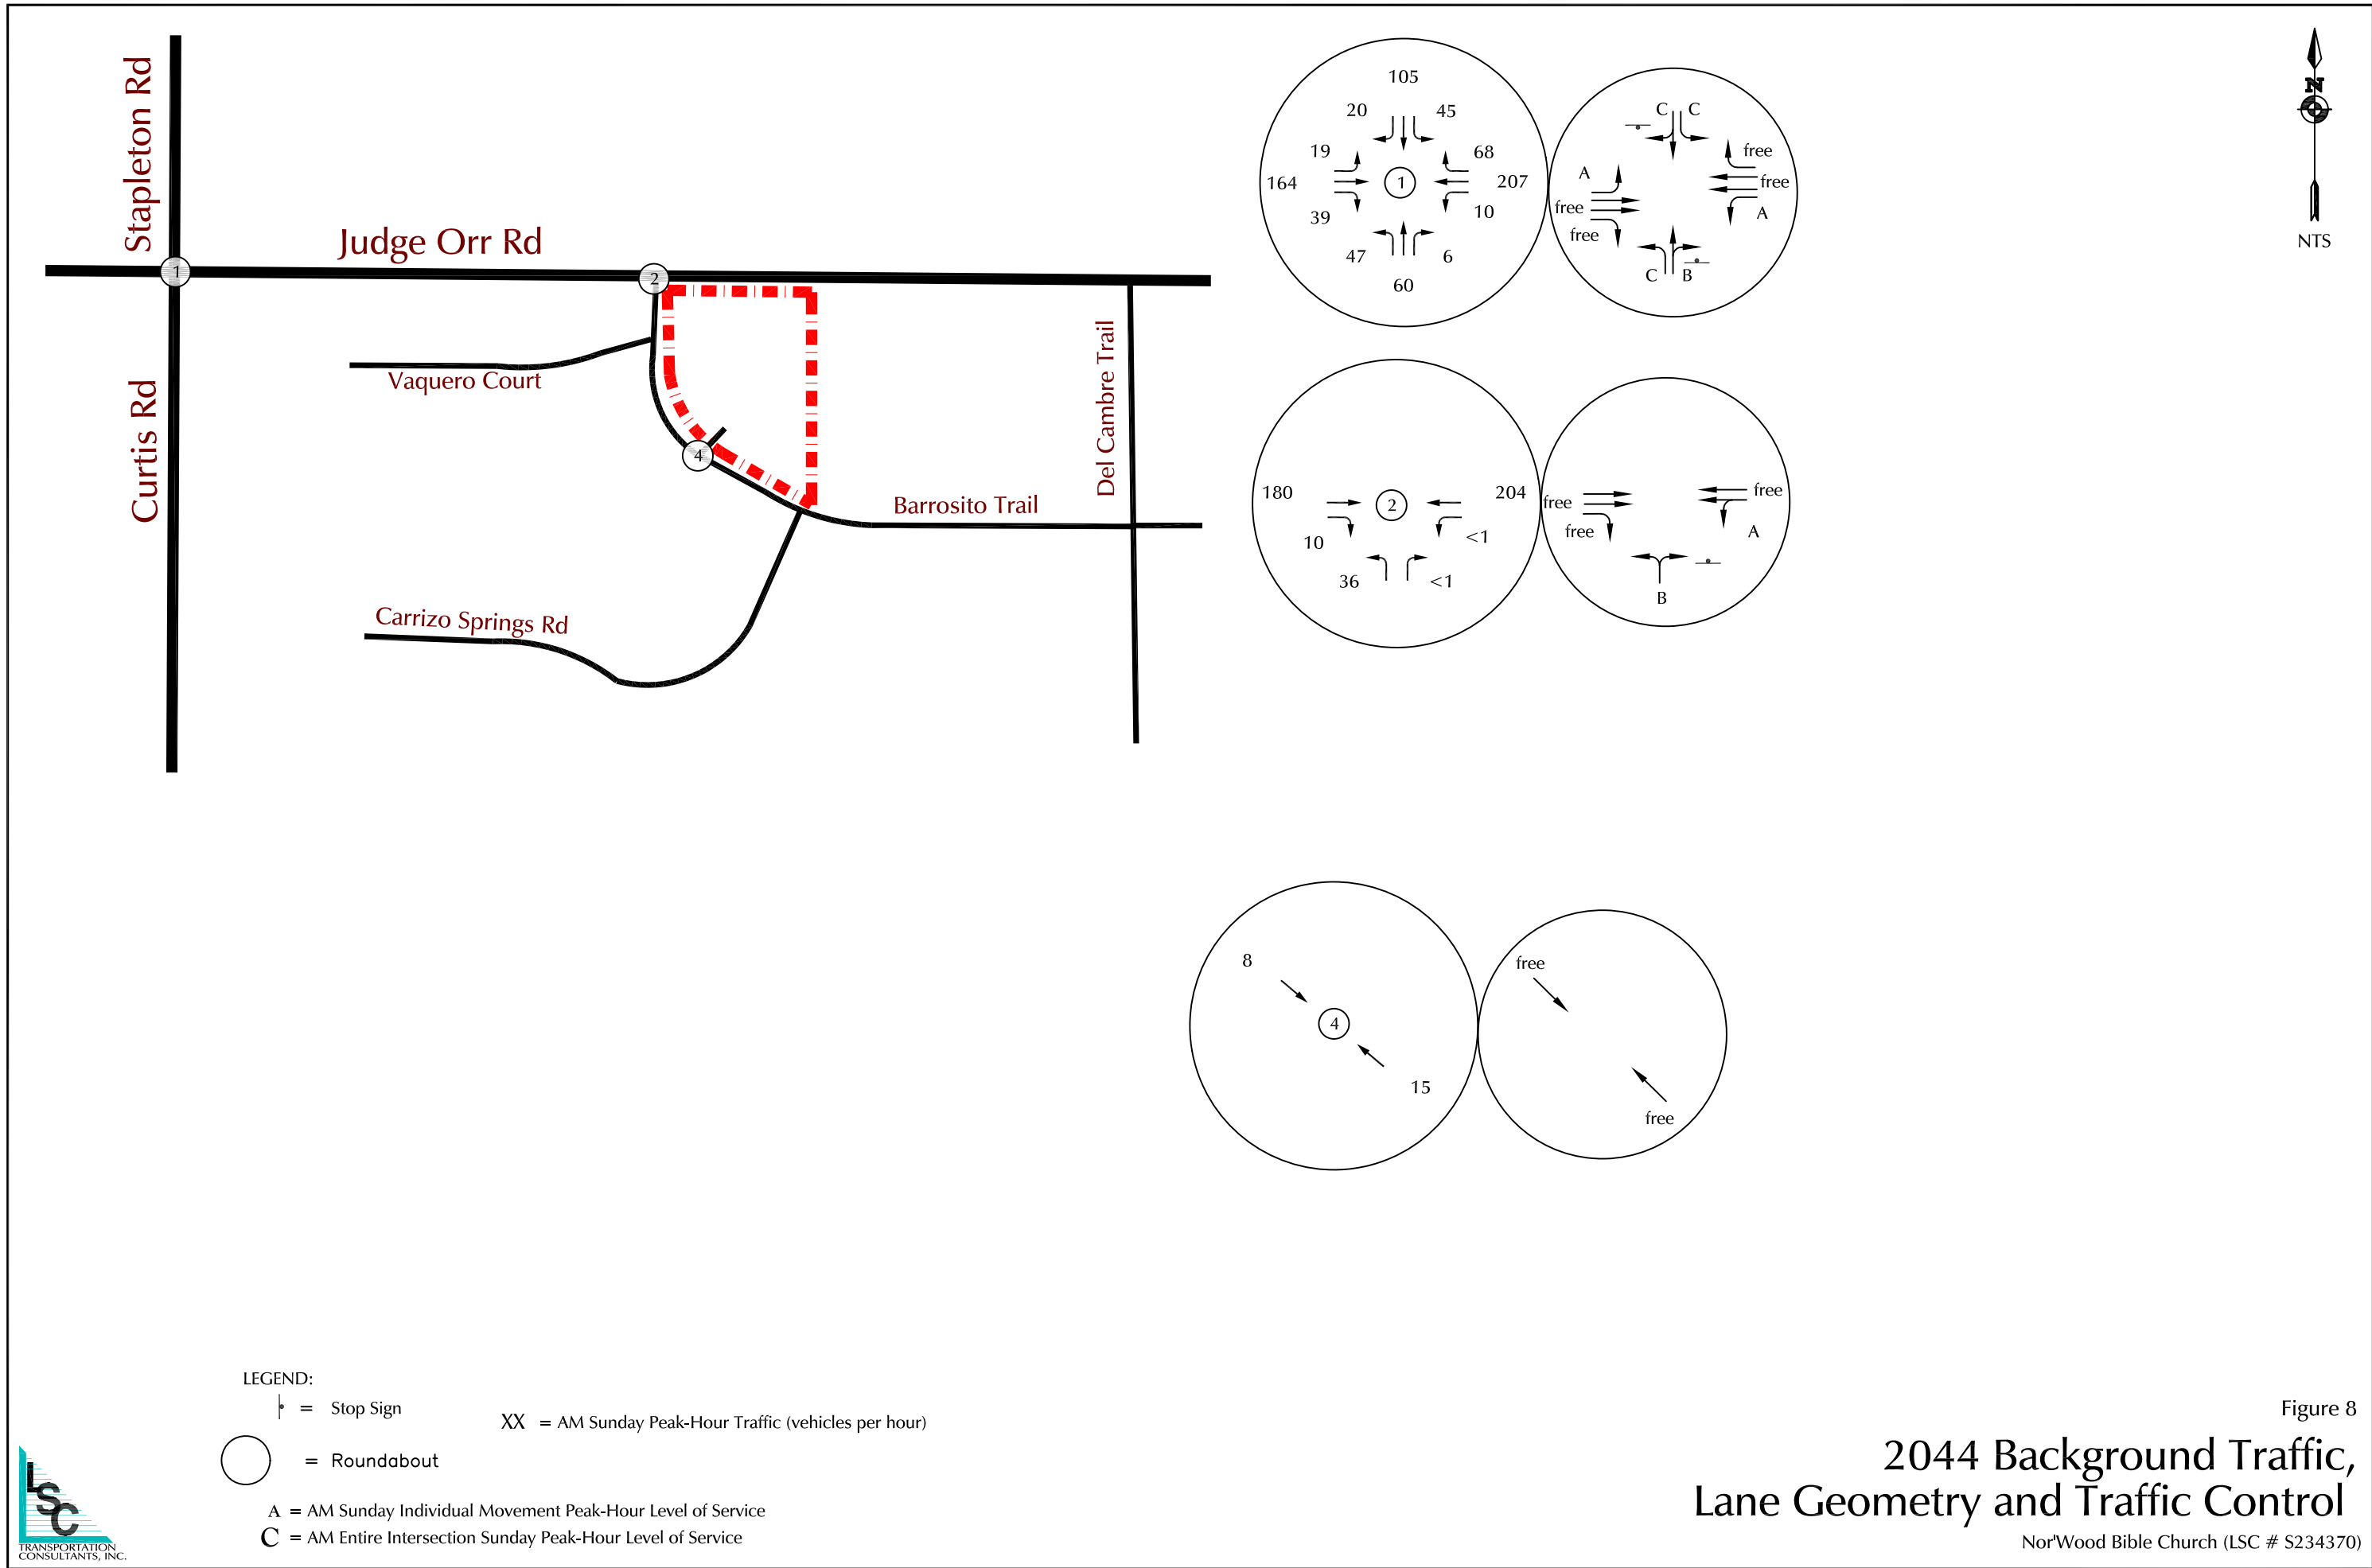 Stapleton Rd
Curtis Rd
Judge Orr Rd
1
2
Vaquero Court
4
Del Cambre Trail
Barrosito Trail
Carrizo Springs Rd
105
20 45
19 68
164 1 207
39 10
47 6
60
C C
free
A
free
free
A
free
C B
180 2 204
10 <1
36 <1
free
free
free A
B
8
4
15
free
free
N
NTS
LEGEND:
= Stop Sign
XX = AM Sunday Peak-Hour Traffic (vehicles per hour)
= Roundabout
A = AM Sunday Individual Movement Peak-Hour Level of Service
C = AM Entire Intersection Sunday Peak-Hour Level of Service
LSC
TRANSPORTATION
CONSULTANTS, INC.
Figure 8
2044 Background Traffic,
Lane Geometry and Traffic Control
Nor'Wood Bible Church (LSC # S234370)